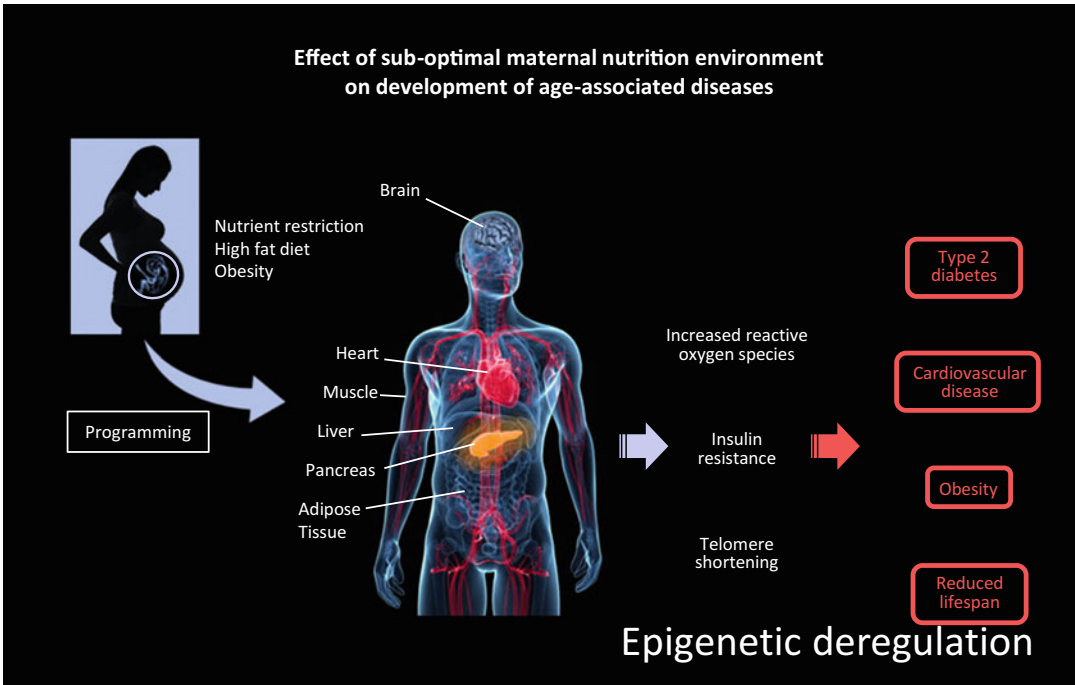 Effect of sub-optimal maternal nutrition environment
on development of age-associated diseases
Nutrient restriction
High fat diet
Obesity
Programming
Brain
Heart
Muscle
Liver
Pancreas
Adipose
Tissue
Increased reactive
oxygen species
Insulin
resistance
Telomere
shortening
Type 2
diabetes
Cardiovascular
disease
Obesity
Reduced
lifespan
Epigenetic deregulation